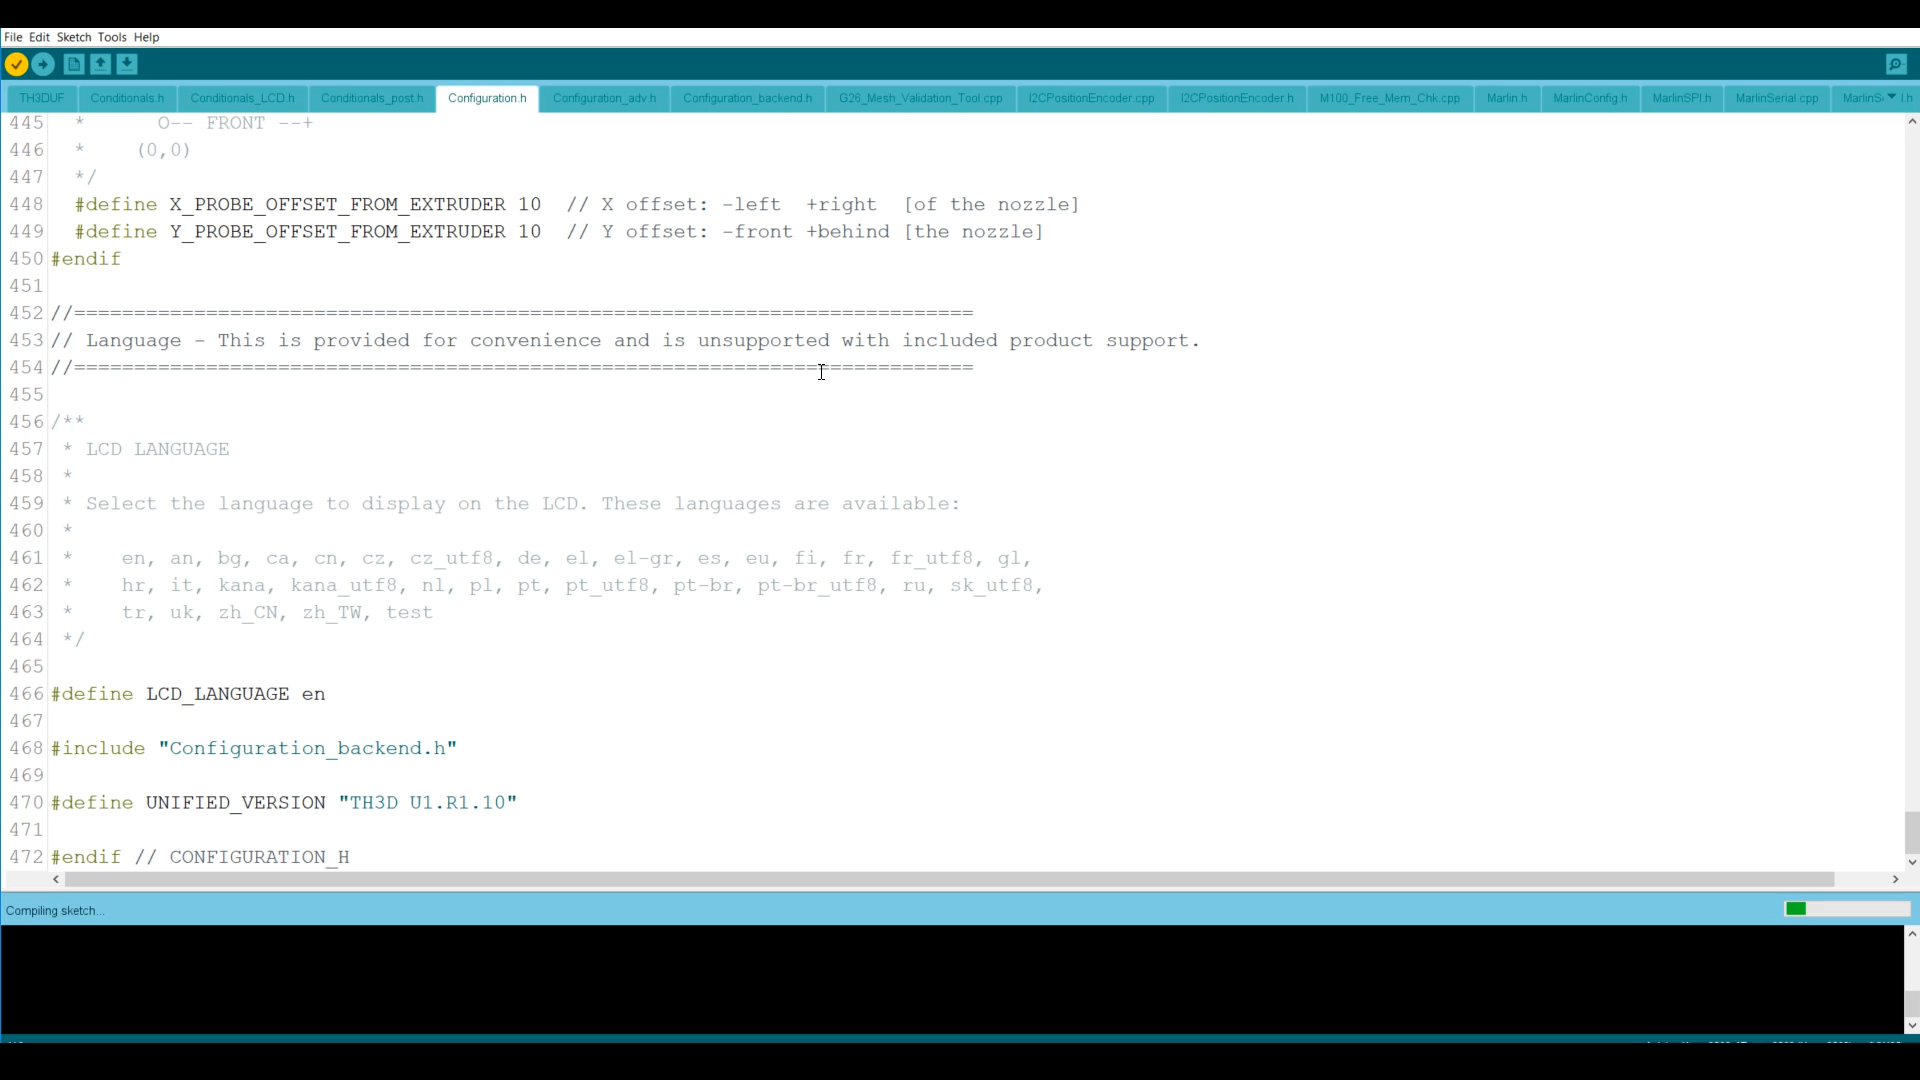 File Edit Sketch Tools Help
TH3DUF Conditionals.h Conditionals_LCD.h Conditionals_post.h Configuration.h Configuration_adv.h Configuration_backend.h G26_Mesh_Validation_Tool.cpp I2CPositionEncoder.cpp I2CPositionEncoder.h M100_Free_Mem_Chk.cpp Marlin.h MarlinConfig.h MarlinSPI.h MarlinSerial.cpp MarlinS
445 * O-- FRONT --+
446 * (0,0)
447 */
448 #define X_PROBE_OFFSET_FROM_EXTRUDER 10 // X offset: -left +right [of the nozzle]
449 #define Y_PROBE_OFFSET_FROM_EXTRUDER 10 // Y offset: -front +behind [the nozzle]
450 #endif
451
452 //===========================================================================
453 // Language - This is provided for convenience and is unsupported with included product support.
454 //===========================================================================
455
456 /**
457 * LCD LANGUAGE
458 *
459 * Select the language to display on the LCD. These languages are available:
460 *
461 * en, an, bg, ca, cn, cz, cz_utf8, de, el, el-gr, es, eu, fi, fr, fr_utf8, gl,
462 * hr, it, kana, kana_utf8, nl, pl, pt, pt_utf8, pt-br, pt-br_utf8, ru, sk_utf8,
463 * tr, uk, zh_CN, zh_TW, test
464 */
465
466 #define LCD_LANGUAGE en
467
468 #include "Configuration_backend.h"
469
470 #define UNIFIED_VERSION "TH3D U1.R1.10"
471
472 #endif // CONFIGURATION_H
Compiling sketch...